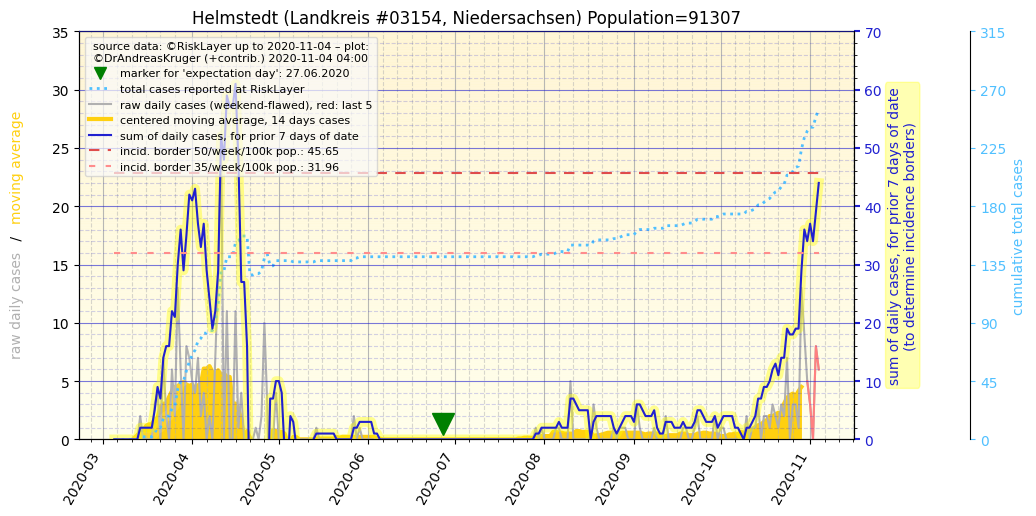 Helmstedt (Landkreis #03154, Niedersachsen) Population=91307
source data: ©RiskLayer up to 2020-11-04 – plot:
©DrAndreasKruger (+contrib.) 2020-11-04 04:00
marker for 'expectation day': 27.06.2020
total cases reported at RiskLayer
raw daily cases (weekend-flawed), red: last 5
centered moving average, 14 days cases
sum of daily cases, for prior 7 days of date
incid. border 50/week/100k pop.: 45.65
incid. border 35/week/100k pop.: 31.96
raw daily cases / moving average
35
30
25
20
15
10
5
0
2020-03
2020-04
2020-05
2020-06
2020-07
2020-08
2020-09
2020-10
2020-11
70
60
50
40
30
20
10
0
sum of daily cases, for prior 7 days of date
(to determine incidence borders)
315
270
225
180
135
90
45
0
cumulative total cases